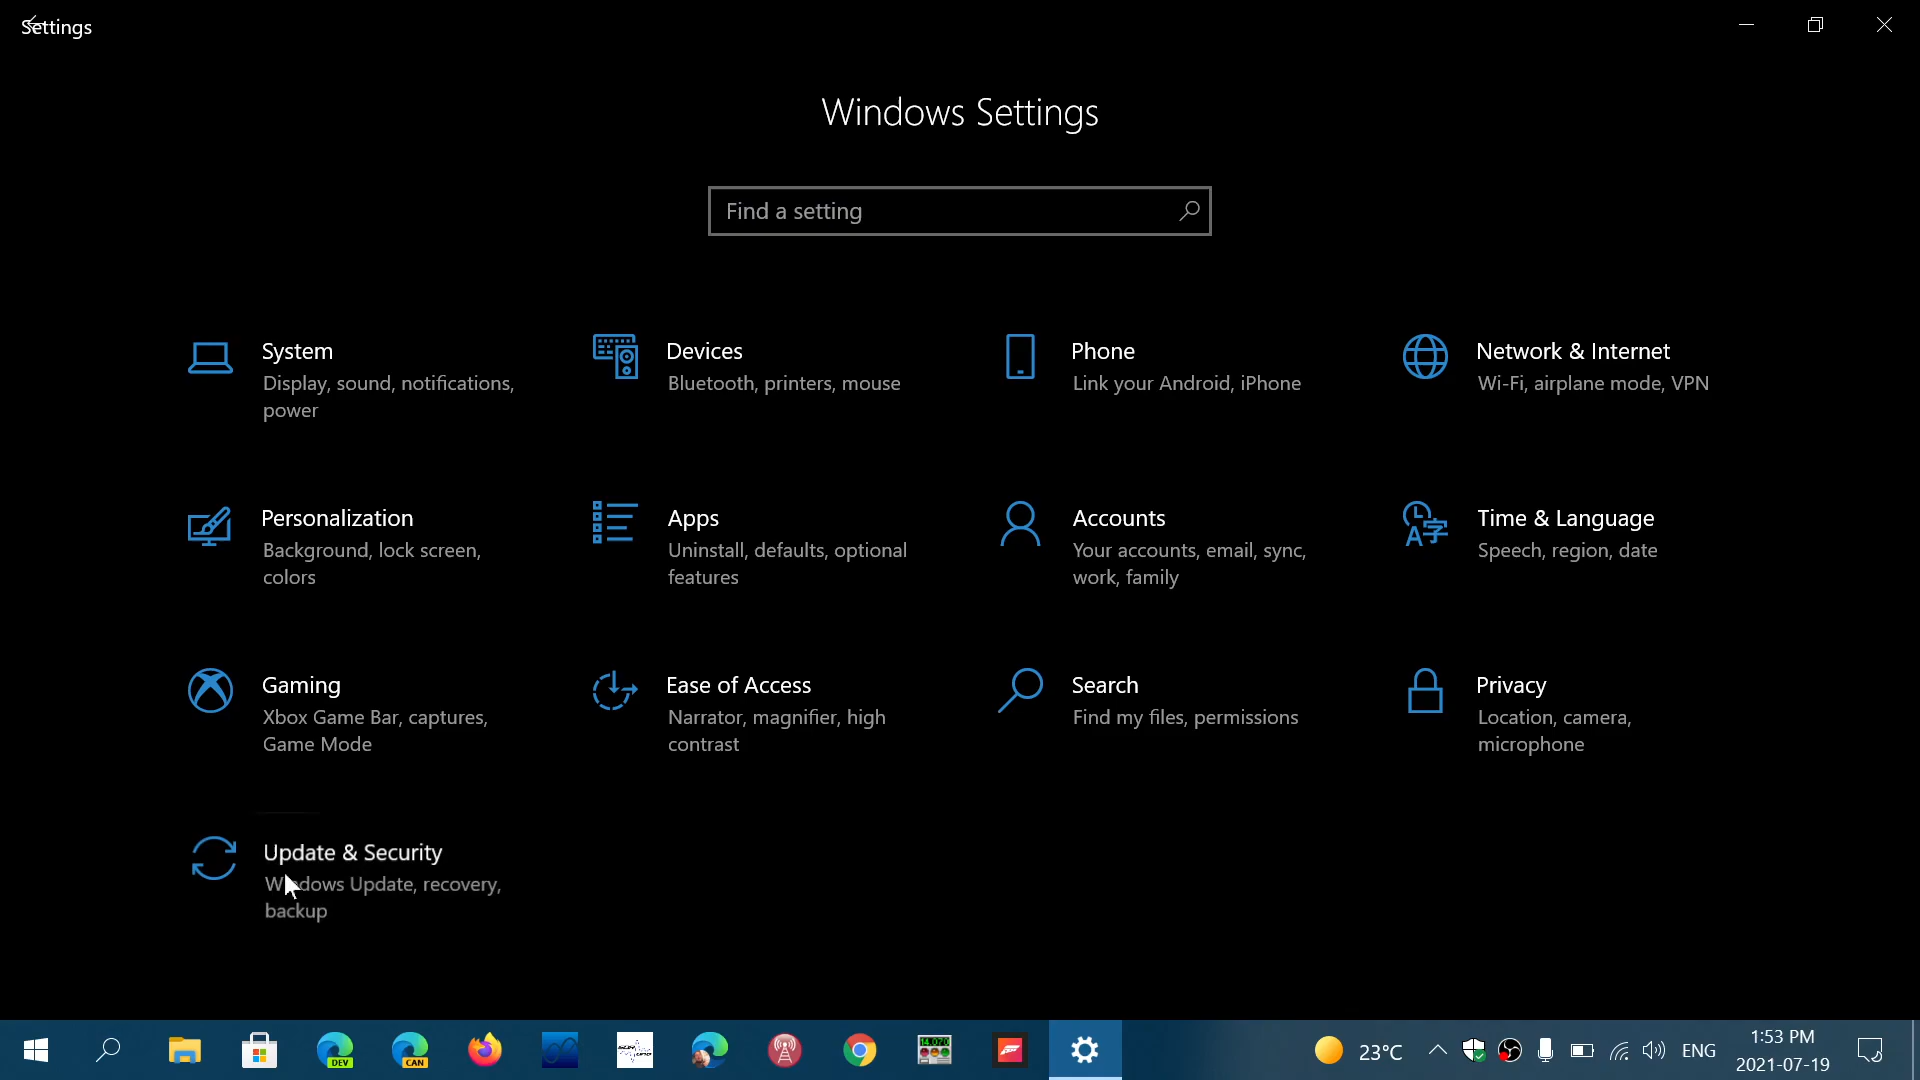 Settings
Windows Settings
Find a setting
System
Display, sound, notifications,
power
Devices
Bluetooth, printers, mouse
Phone
Link your Android, iPhone
Network & Internet
Wi-Fi, airplane mode, VPN
Personalization
Background, lock screen,
colors
Apps
Uninstall, defaults, optional
features
Accounts
Your accounts, email, sync,
work, family
Time & Language
Speech, region, date
Gaming
Xbox Game Bar, captures,
Game Mode
Ease of Access
Narrator, magnifier, high
contrast
Search
Find my files, permissions
Privacy
Location, camera,
microphone
Update & Security
Windows Update, recovery,
backup
DEV
CAN
23°C
ENG
1:53 PM
2021-07-19